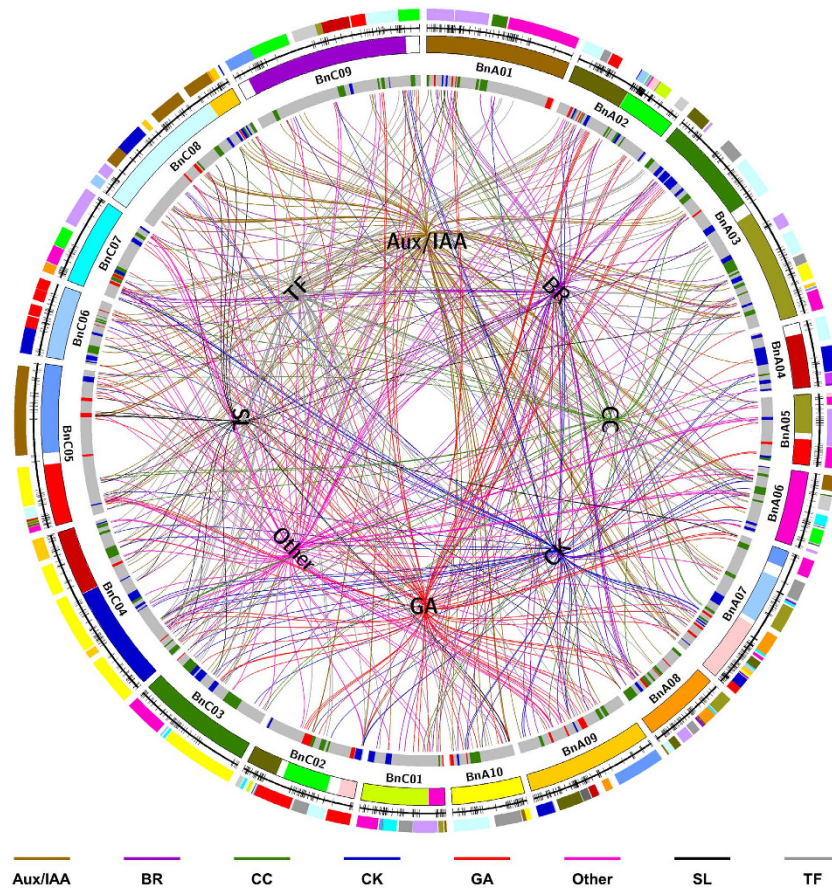 BnA01
BnA02
BnA03
BnA04
BnA05
BnA06
BnA07
BnA08
BnA09
BnA10
BnC01
BnC02
BnC03
BnC04
BnC05
BnC06
BnC07
BnC08
BnC09
Aux/IAA
BR
CC
CK
GA
Other
SL
TF
Aux/IAA BR CC CK GA Other SL TF